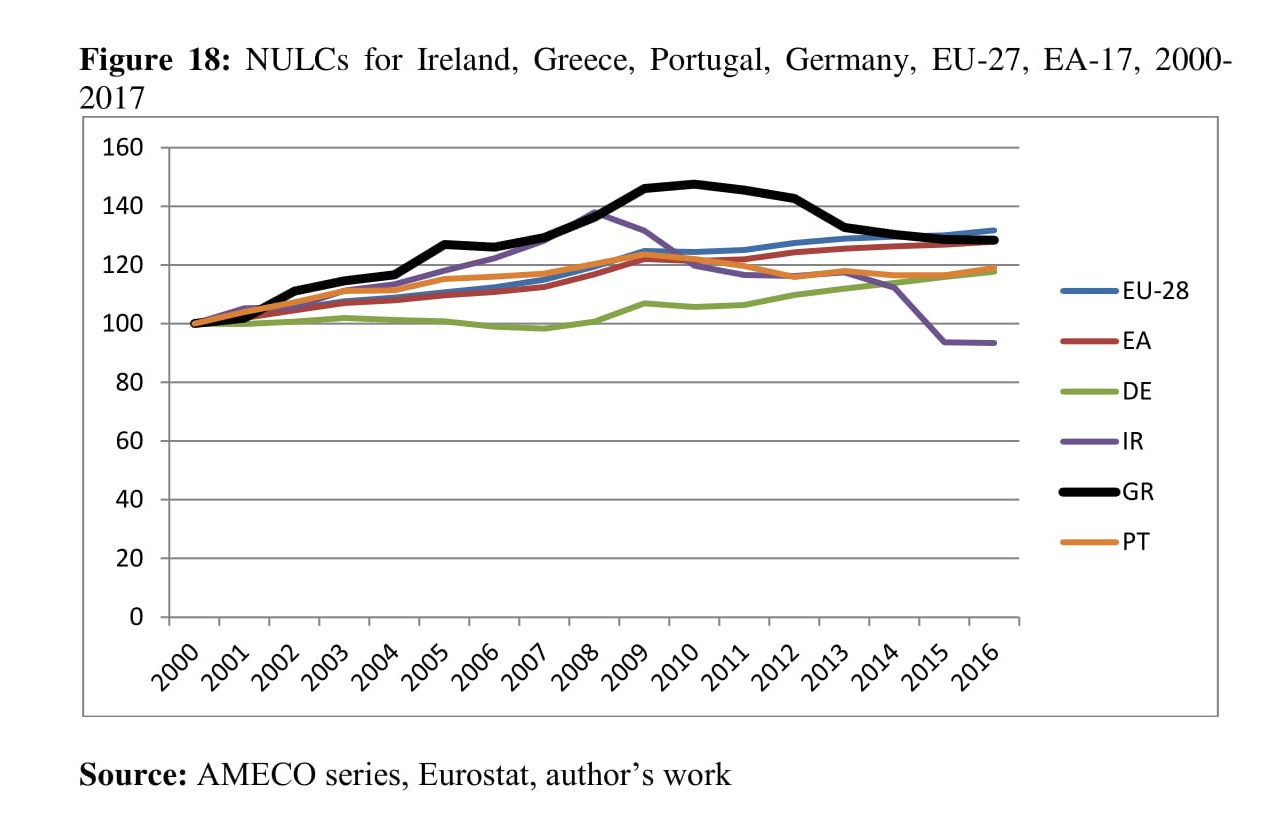 Figure 18: NULCs for Ireland, Greece, Portugal, Germany, EU-27, EA-17, 2000-
2017
160
140
120
100
80
60
40
20
0
2000 2001 2002 2003 2004 2005 2006 2007 2008 2009 2010 2011 2012 2013 2014 2015 2016
EU-28
EA
DE
IR
GR
PT
Source: AMECO series, Eurostat, author’s work